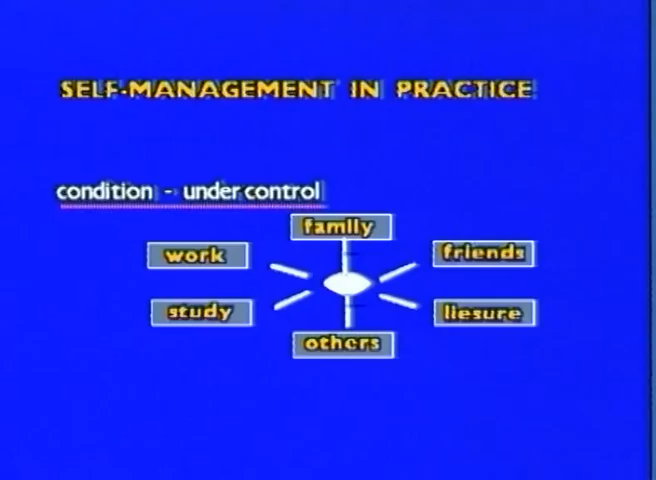 SELF-MANAGEMENT IN PRACTICE
condition - under control
family
work
friends
study
liesure
others